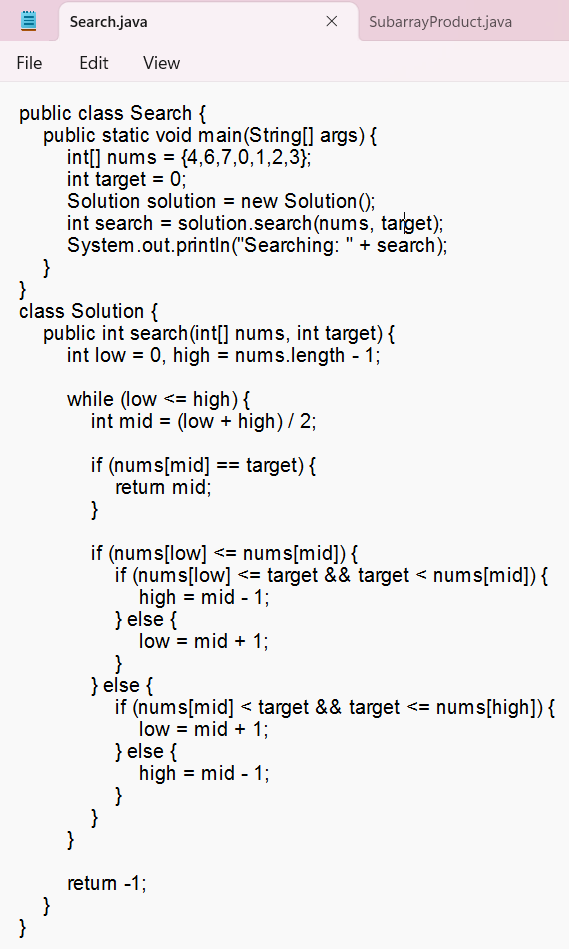 Search.java
SubarrayProduct.java
File Edit View
public class Search {
    public static void main(String[] args) {
        int[] nums = {4,6,7,0,1,2,3};
        int target = 0;
        Solution solution = new Solution();
        int search = solution.search(nums, target);
        System.out.println("Searching: " + search);
    }
}
class Solution {
    public int search(int[] nums, int target) {
        int low = 0, high = nums.length - 1;

        while (low <= high) {
            int mid = (low + high) / 2;

            if (nums[mid] == target) {
                return mid;
            }

            if (nums[low] <= nums[mid]) {
                if (nums[low] <= target && target < nums[mid]) {
                    high = mid - 1;
                } else {
                    low = mid + 1;
                }
            } else {
                if (nums[mid] < target && target <= nums[high]) {
                    low = mid + 1;
                } else {
                    high = mid - 1;
                }
            }
        }

        return -1;
    }
}